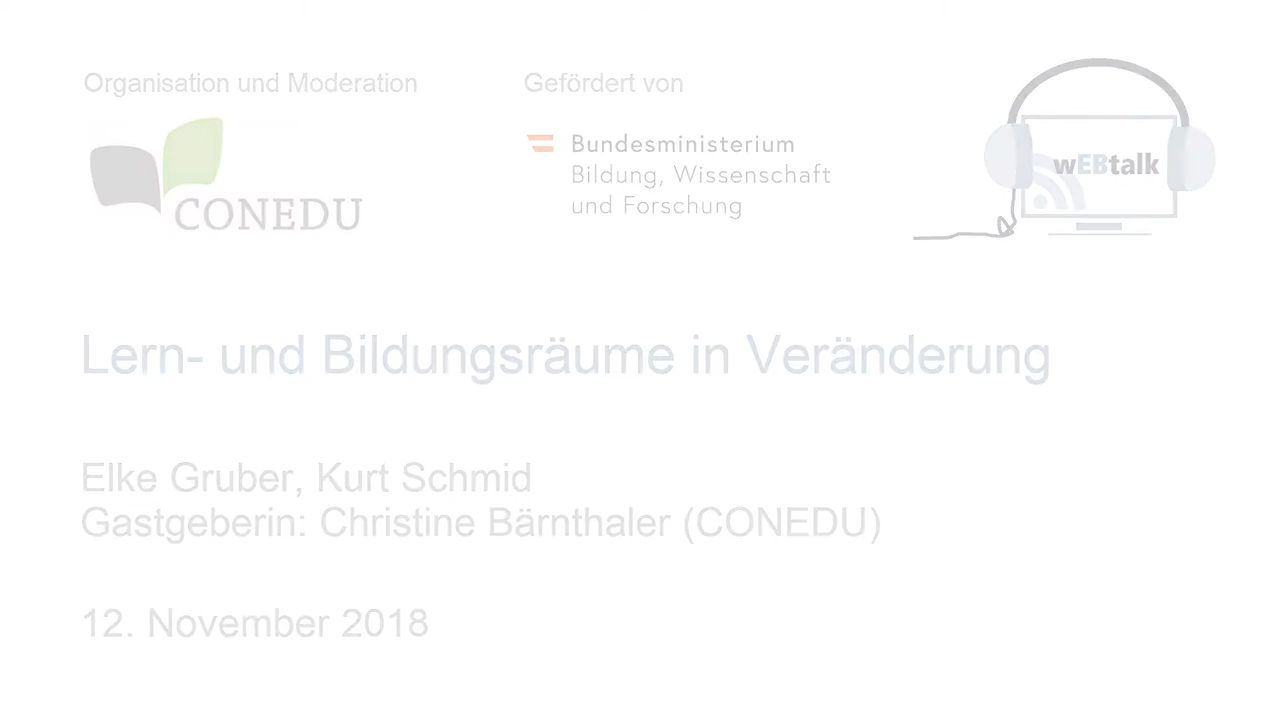 Organisation und Moderation
Gefördert von
CONEDU
Bundesministerium
Bildung, Wissenschaft
und Forschung
wEBtalk
Lern- und Bildungsräume in Veränderung
Elke Gruber, Kurt Schmid
Gastgeberin: Christine Bärnthaler (CONEDU)
12. November 2018